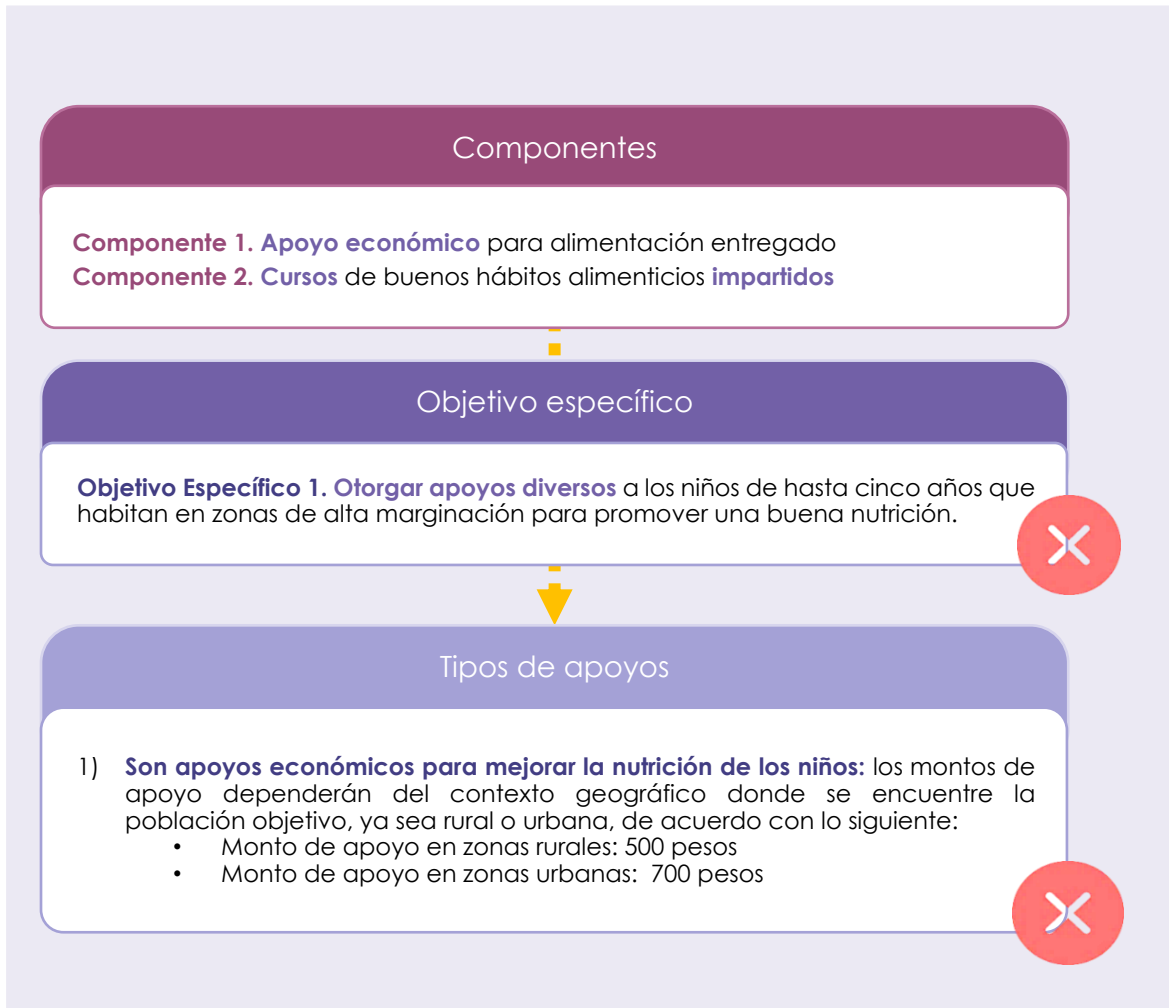 Componentes
Componente 1. Apoyo económico para alimentación entregado
Componente 2. Cursos de buenos hábitos alimenticios impartidos
Objetivo específico
Objetivo Específico 1. Otorgar apoyos diversos a los niños de hasta cinco años que
habitan en zonas de alta marginación para promover una buena nutrición.
Tipos de apoyos
1) Son apoyos económicos para mejorar la nutrición de los niños: los montos de
apoyo dependerán del contexto geográfico donde se encuentre la
población objetivo, ya sea rural o urbana, de acuerdo con lo siguiente:
• Monto de apoyo en zonas rurales: 500 pesos
• Monto de apoyo en zonas urbanas: 700 pesos